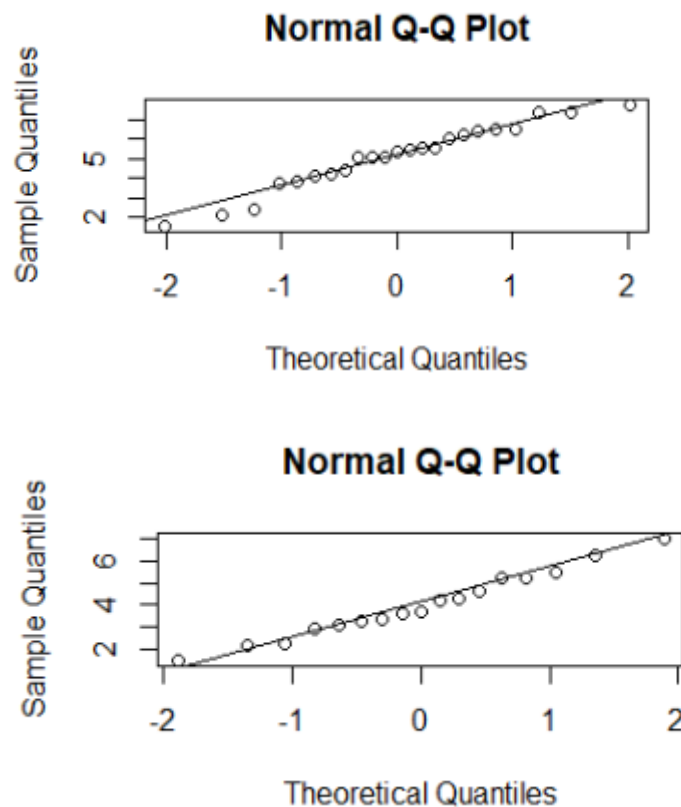 Normal Q-Q Plot
Sample Quantiles
5
2
-2 -1 0 1 2
Theoretical Quantiles
Normal Q-Q Plot
Sample Quantiles
6
4
2
-2 -1 0 1 2
Theoretical Quantiles